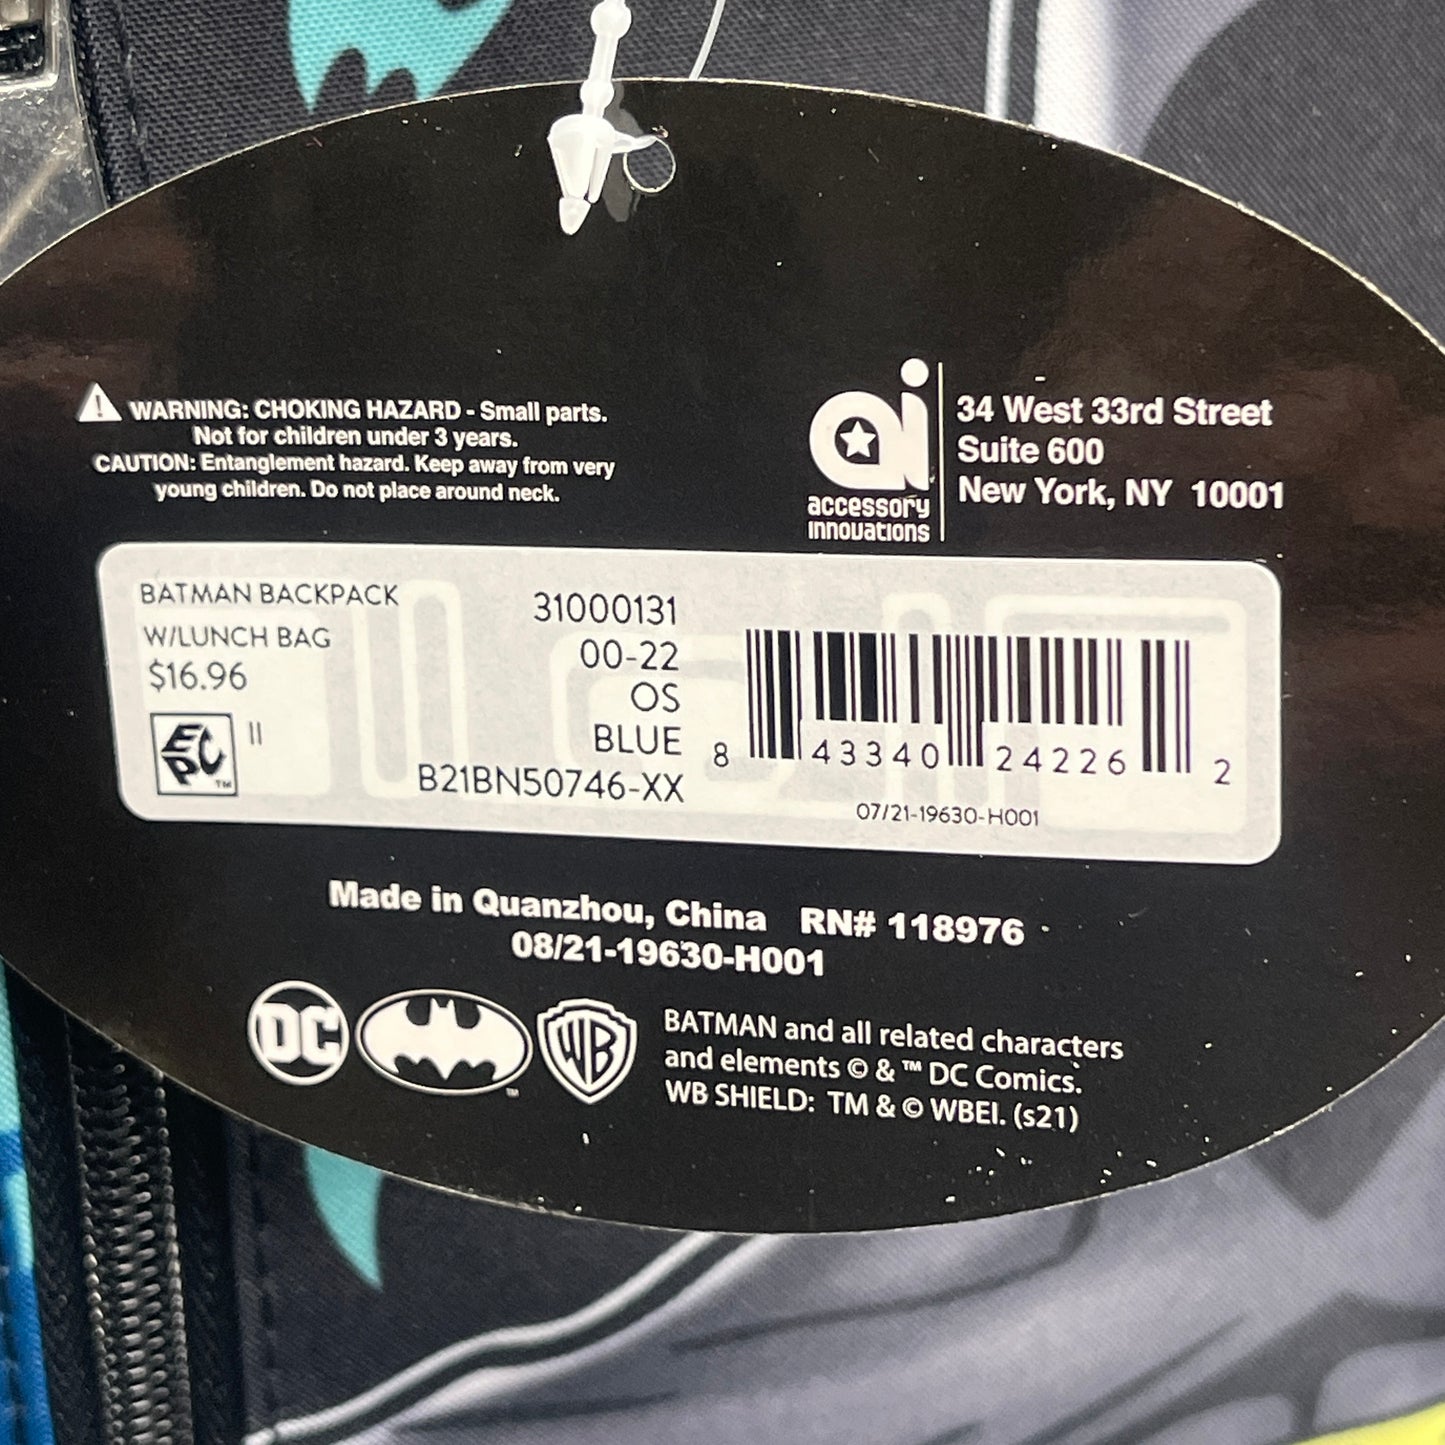 WARNING: CHOKING HAZARD - Small parts.
Not for children under 3 years.
CAUTION: Entanglement hazard. Keep away from very
young children. Do not place around neck.
ai
accessory
innovations
34 West 33rd Street
Suite 600
New York, NY 10001
BATMAN BACKPACK
W/LUNCH BAG
$16.96
EPC™
II
31000131
00-22
OS
BLUE
B21BN50746-XX
8 43340 24226 2
07/21-19630-H001
Made in Quanzhou, China RN# 118976
08/21-19630-H001
DC
™
WB
BATMAN and all related characters
and elements © & ™ DC Comics.
WB SHIELD: TM & © WBEI. (s21)